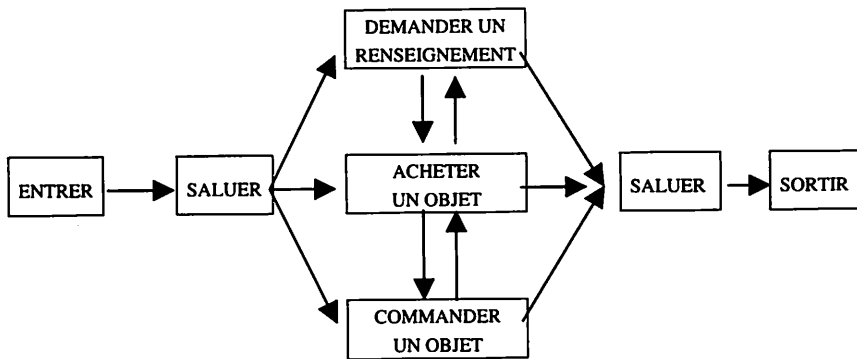 DEMANDER UN
RENSEIGNEMENT
ENTRER
SALUER
ACHETER
UN OBJET
SALUER
SORTIR
COMMANDER
UN OBJET